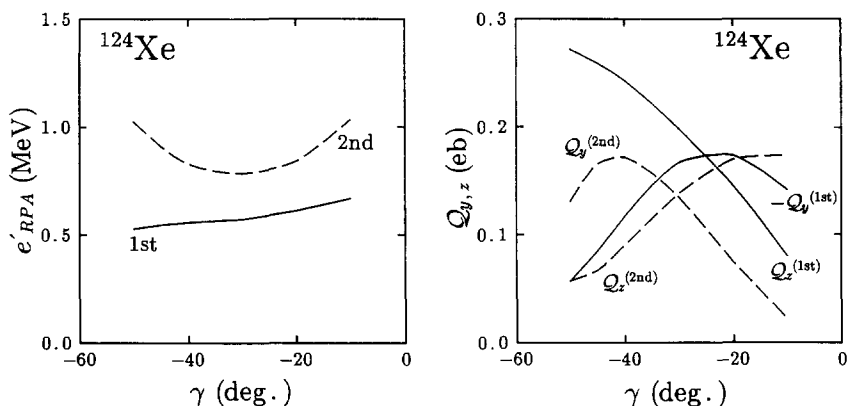 1.5
1.0
0.5
0.0
e′RPA (MeV)
¹²⁴Xe
2nd
1st
−60
−40
−20
0
γ (deg.)
0.3
0.2
0.1
0.0
𝒬y, z (eb)
¹²⁴Xe
𝒬y(2nd)
−𝒬y(1st)
𝒬z(2nd)
𝒬z(1st)
−60
−40
−20
0
γ (deg.)